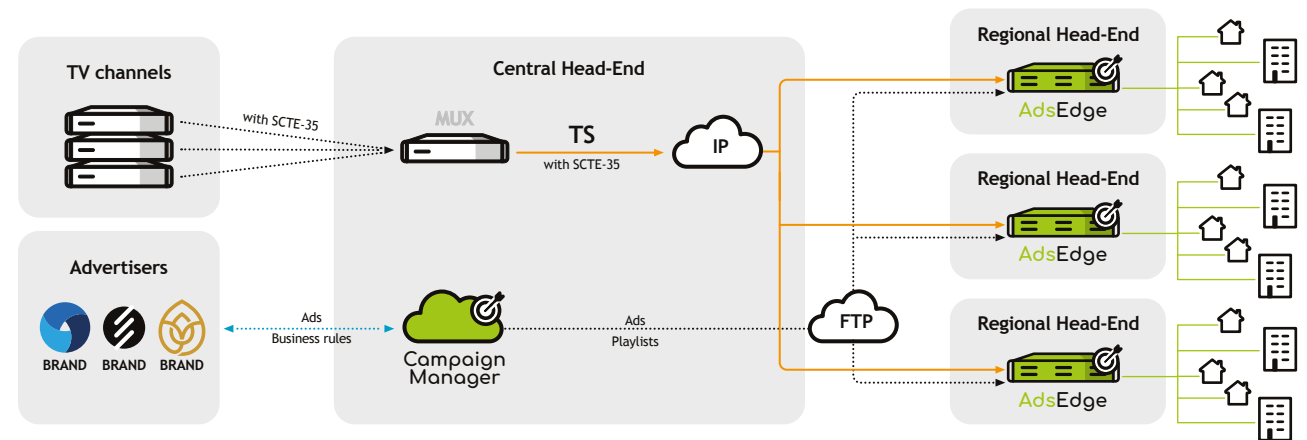 TV channels
with SCTE-35
Central Head-End
MUX
TS
with SCTE-35
IP
Regional Head-End
AdsEdge
Regional Head-End
AdsEdge
Regional Head-End
AdsEdge
Advertisers
BRAND
BRAND
BRAND
Ads
Business rules
Campaign
Manager
Ads
Playlists
FTP